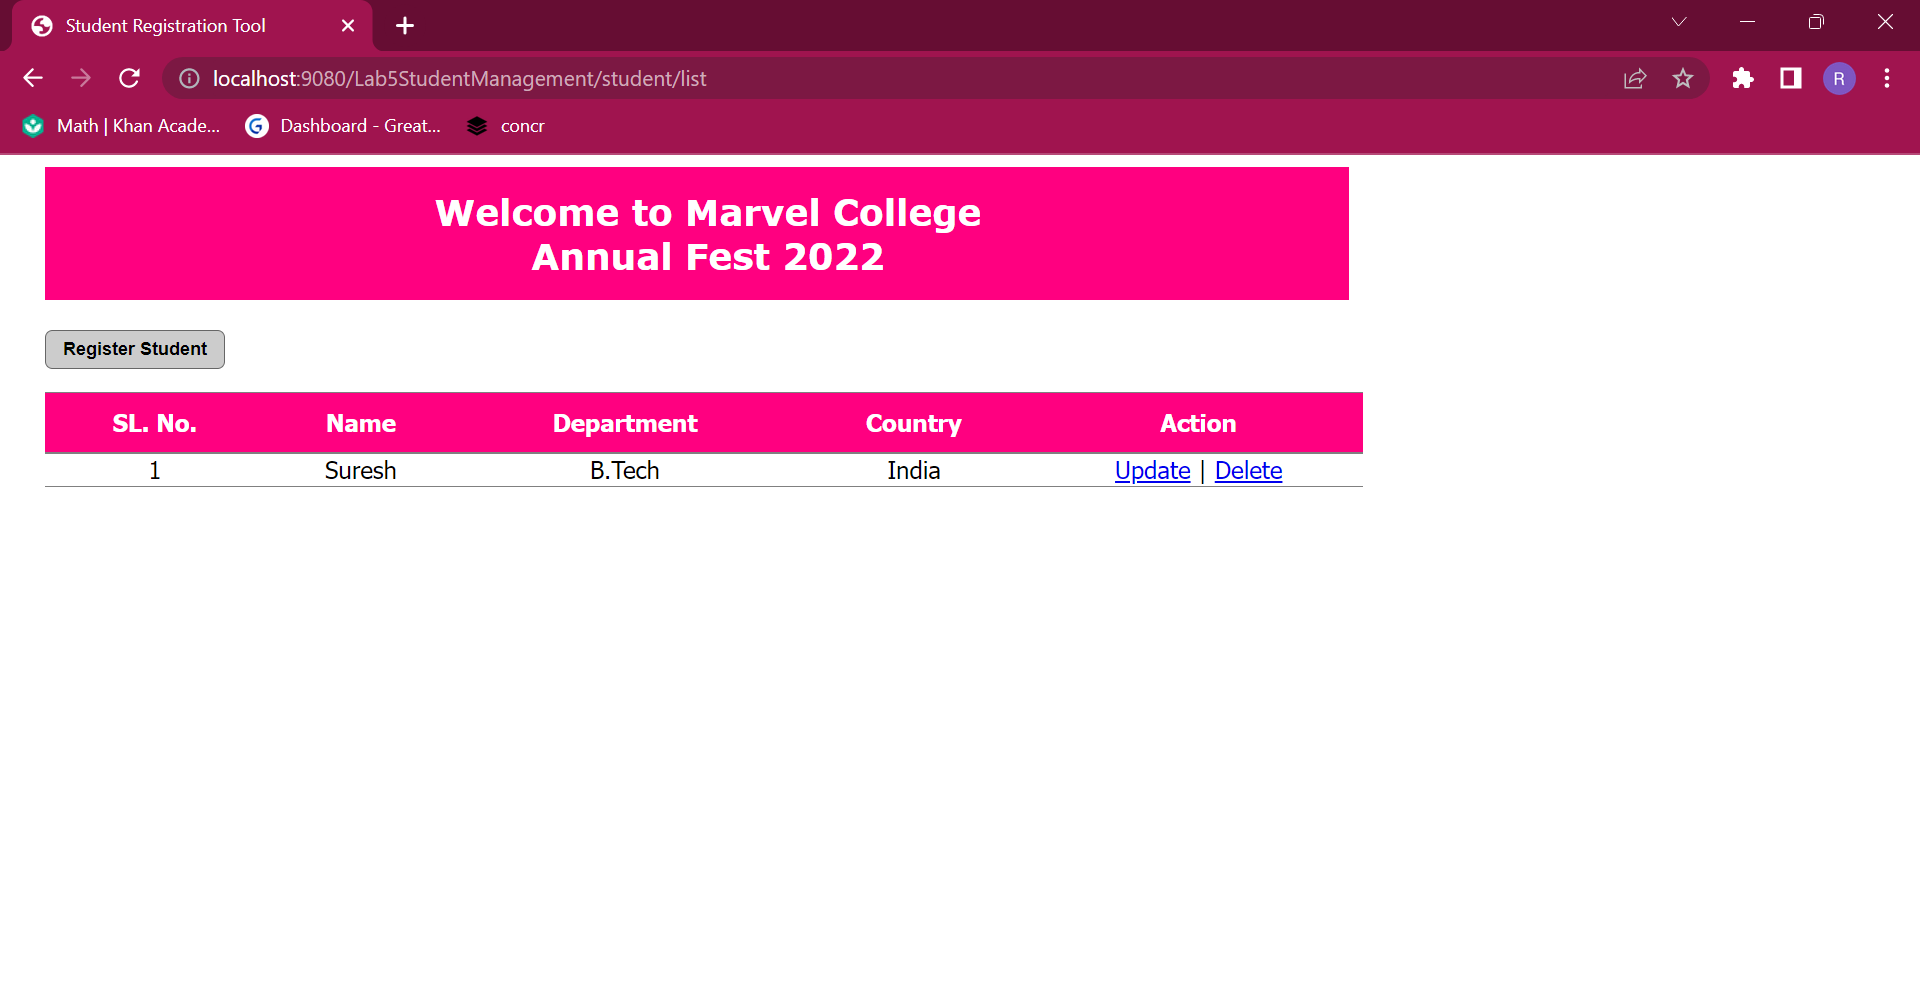 Student Registration Tool
localhost:9080/Lab5StudentManagement/student/list
R
Math | Khan Acade...
Dashboard - Great...
concr
Welcome to Marvel College
Annual Fest 2022
Register Student
SL. No. Name Department Country Action
1 Suresh B.Tech India Update | Delete